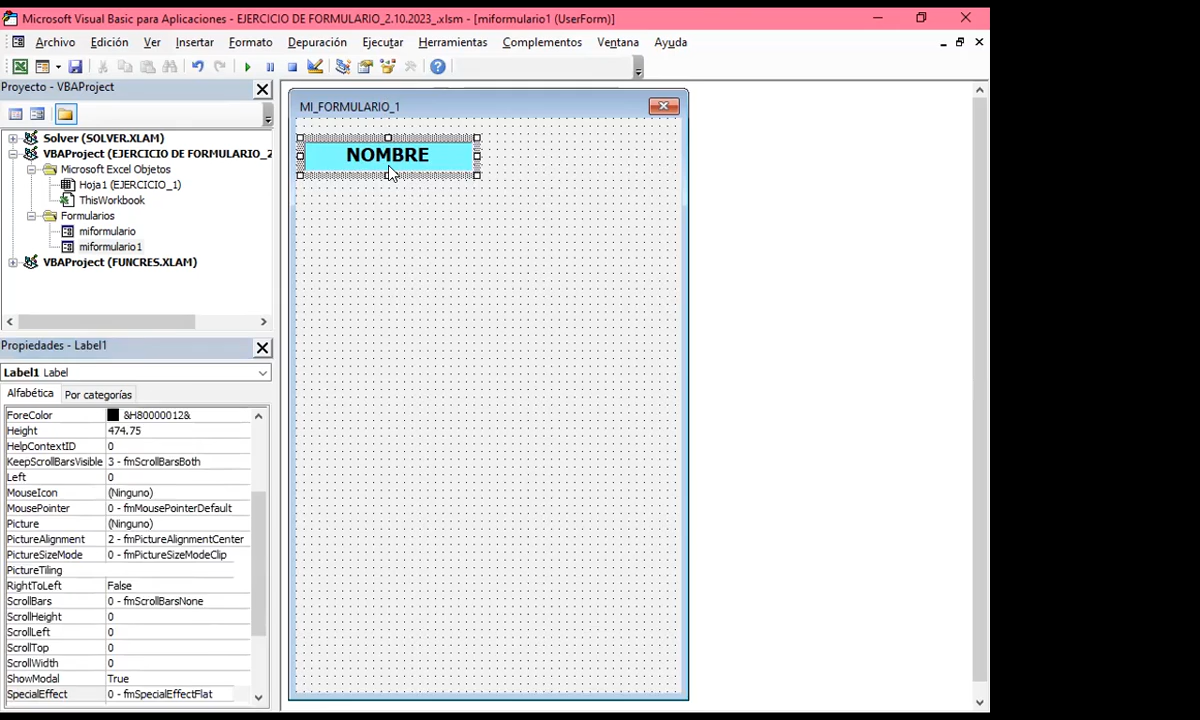 Microsoft Visual Basic para Aplicaciones - EJERCICIO DE FORMULARIO_2.10.2023_.xlsm - [miformulario1 (UserForm)]
Archivo Edición Ver Insertar Formato Depuración Ejecutar Herramientas Complementos Ventana Ayuda
Proyecto - VBAProject
Solver (SOLVER.XLAM)
VBAProject (EJERCICIO DE FORMULARIO_2
Microsoft Excel Objetos
Hoja1 (EJERCICIO_1)
ThisWorkbook
Formularios
miformulario
miformulario1
VBAProject (FUNCRES.XLAM)
Propiedades - Label1
Label1 Label
Alfabética Por categorías
ForeColor &H80000012&
Height 474.75
HelpContextID 0
KeepScrollBarsVisible 3 - fmScrollBarsBoth
Left 0
MouseIcon (Ninguno)
MousePointer 0 - fmMousePointerDefault
Picture (Ninguno)
PictureAlignment 2 - fmPictureAlignmentCenter
PictureSizeMode 0 - fmPictureSizeModeClip
PictureTiling
RightToLeft False
ScrollBars 0 - fmScrollBarsNone
ScrollHeight 0
ScrollLeft 0
ScrollTop 0
ScrollWidth 0
ShowModal True
SpecialEffect 0 - fmSpecialEffectFlat
MI_FORMULARIO_1
NOMBRE